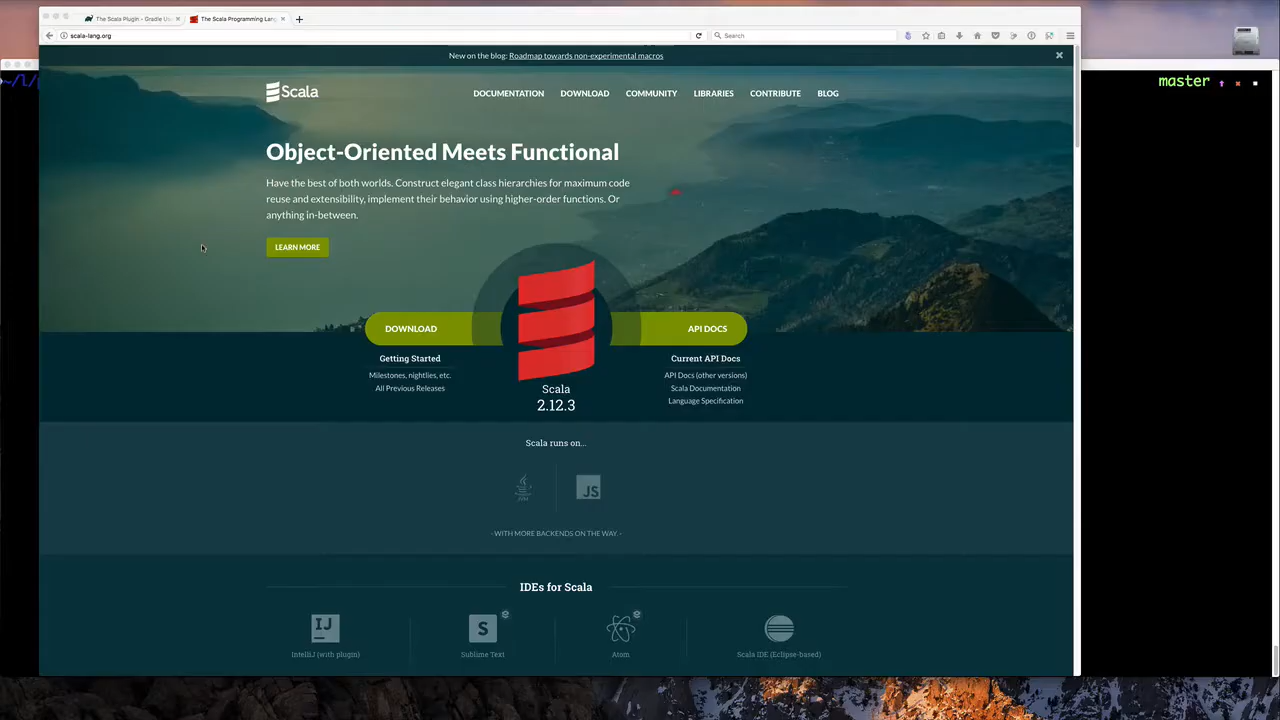 The Scala Plugin - Gradle Us
The Scala Programming Lang
scala-lang.org
Search
New on the blog: Roadmap towards non-experimental macros
~/l/
master
Scala
DOCUMENTATION DOWNLOAD COMMUNITY LIBRARIES CONTRIBUTE BLOG
Object-Oriented Meets Functional
Have the best of both worlds. Construct elegant class hierarchies for maximum code
reuse and extensibility, implement their behavior using higher-order functions. Or
anything in-between.
LEARN MORE
DOWNLOAD
API DOCS
Getting Started
Milestones, nightlies, etc.
All Previous Releases
Current API Docs
API Docs (other versions)
Scala Documentation
Language Specification
Scala
2.12.3
Scala runs on...
JVM
JS
- WITH MORE BACKENDS ON THE WAY. -
IDEs for Scala
IJ
S
IntelliJ (with plugin)
Sublime Text
Atom
Scala IDE (Eclipse-based)